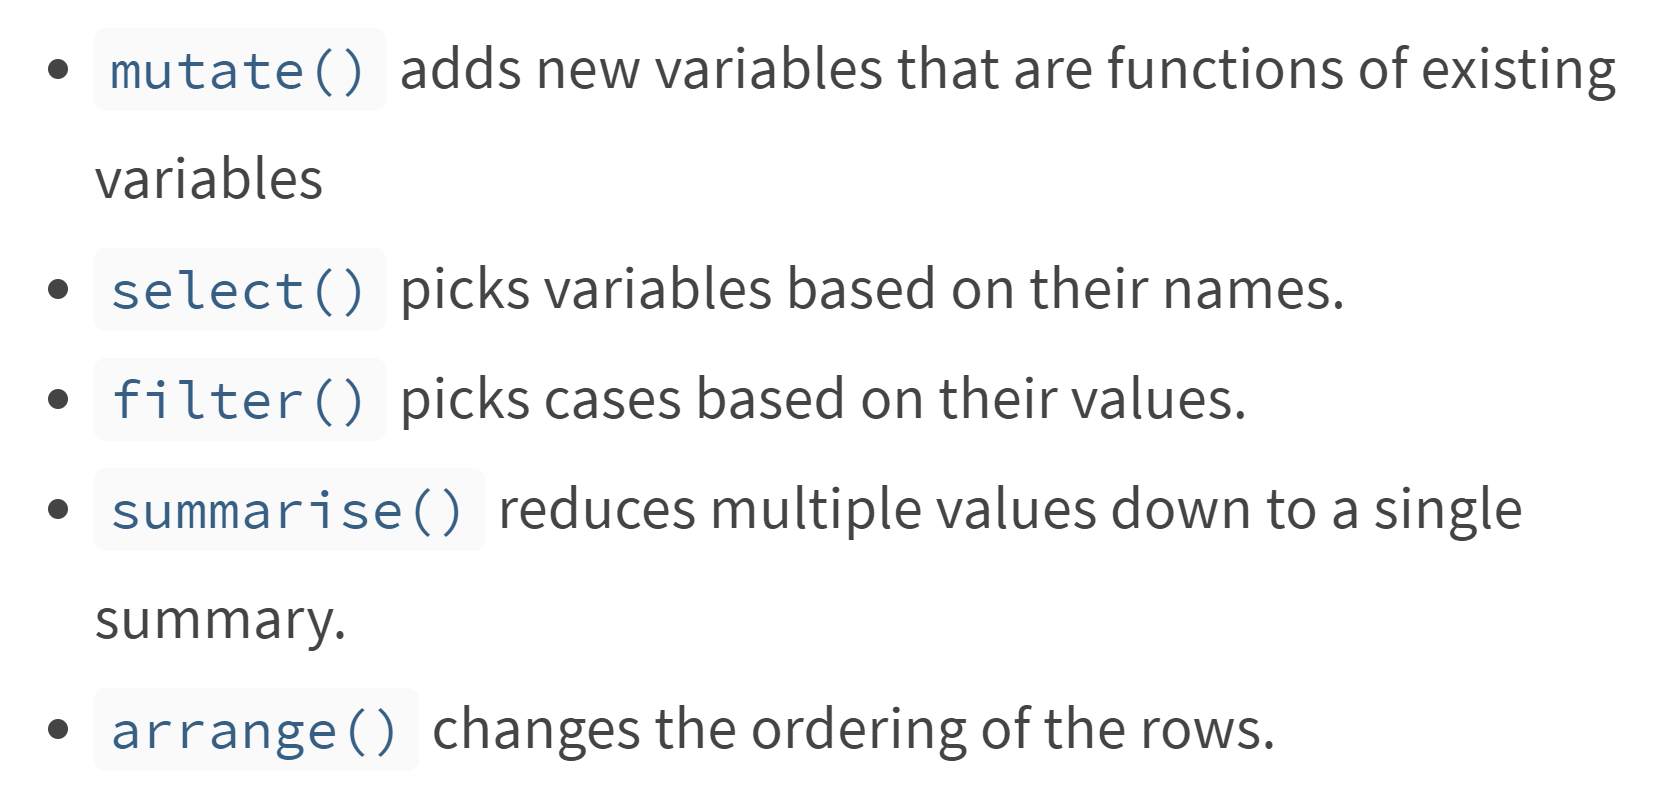 • mutate() adds new variables that are functions of existing
variables
• select() picks variables based on their names.
• filter() picks cases based on their values.
• summarise() reduces multiple values down to a single
summary.
• arrange() changes the ordering of the rows.